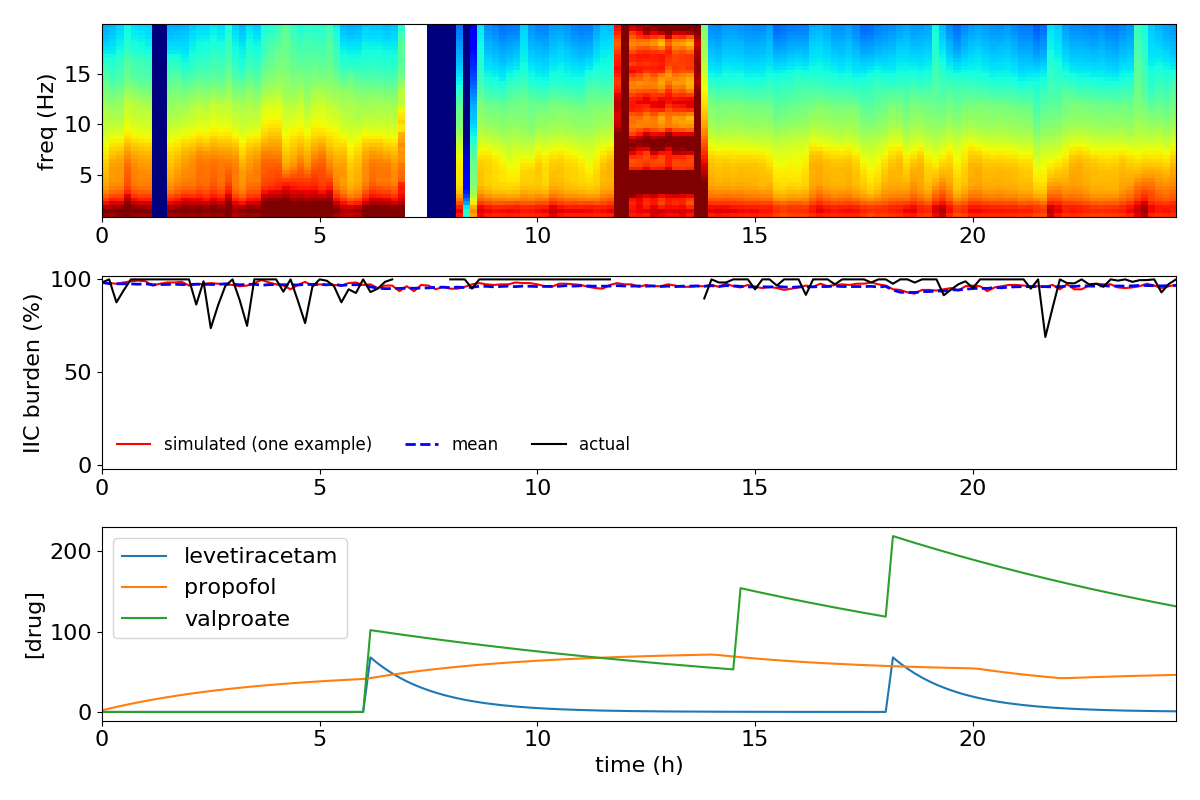 freq (Hz)
15
10
5
0 5 10 15 20
IIC burden (%)
100
50
0
simulated (one example) mean actual
0 5 10 15 20
[drug]
200
100
0
levetiracetam
propofol
valproate
0 5 10 15 20
time (h)